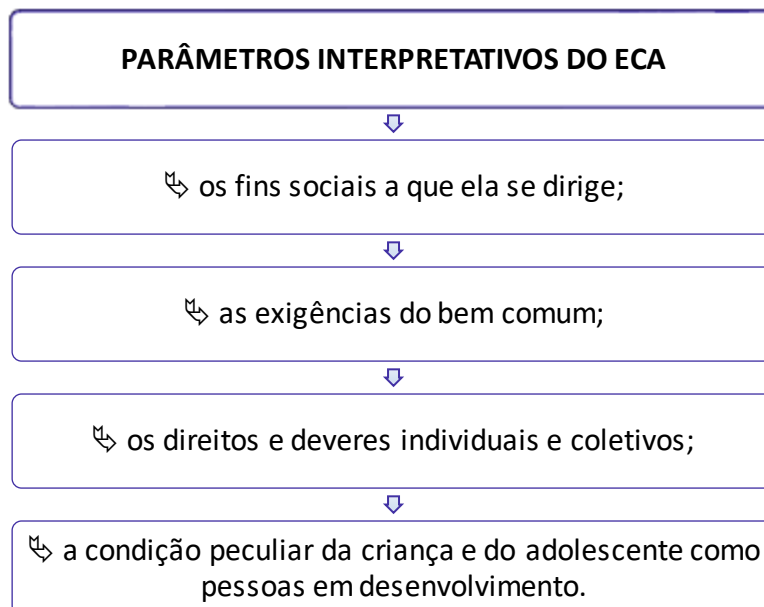 PARÂMETROS INTERPRETATIVOS DO ECA
os fins sociais a que ela se dirige;
as exigências do bem comum;
os direitos e deveres individuais e coletivos;
a condição peculiar da criança e do adolescente como
pessoas em desenvolvimento.